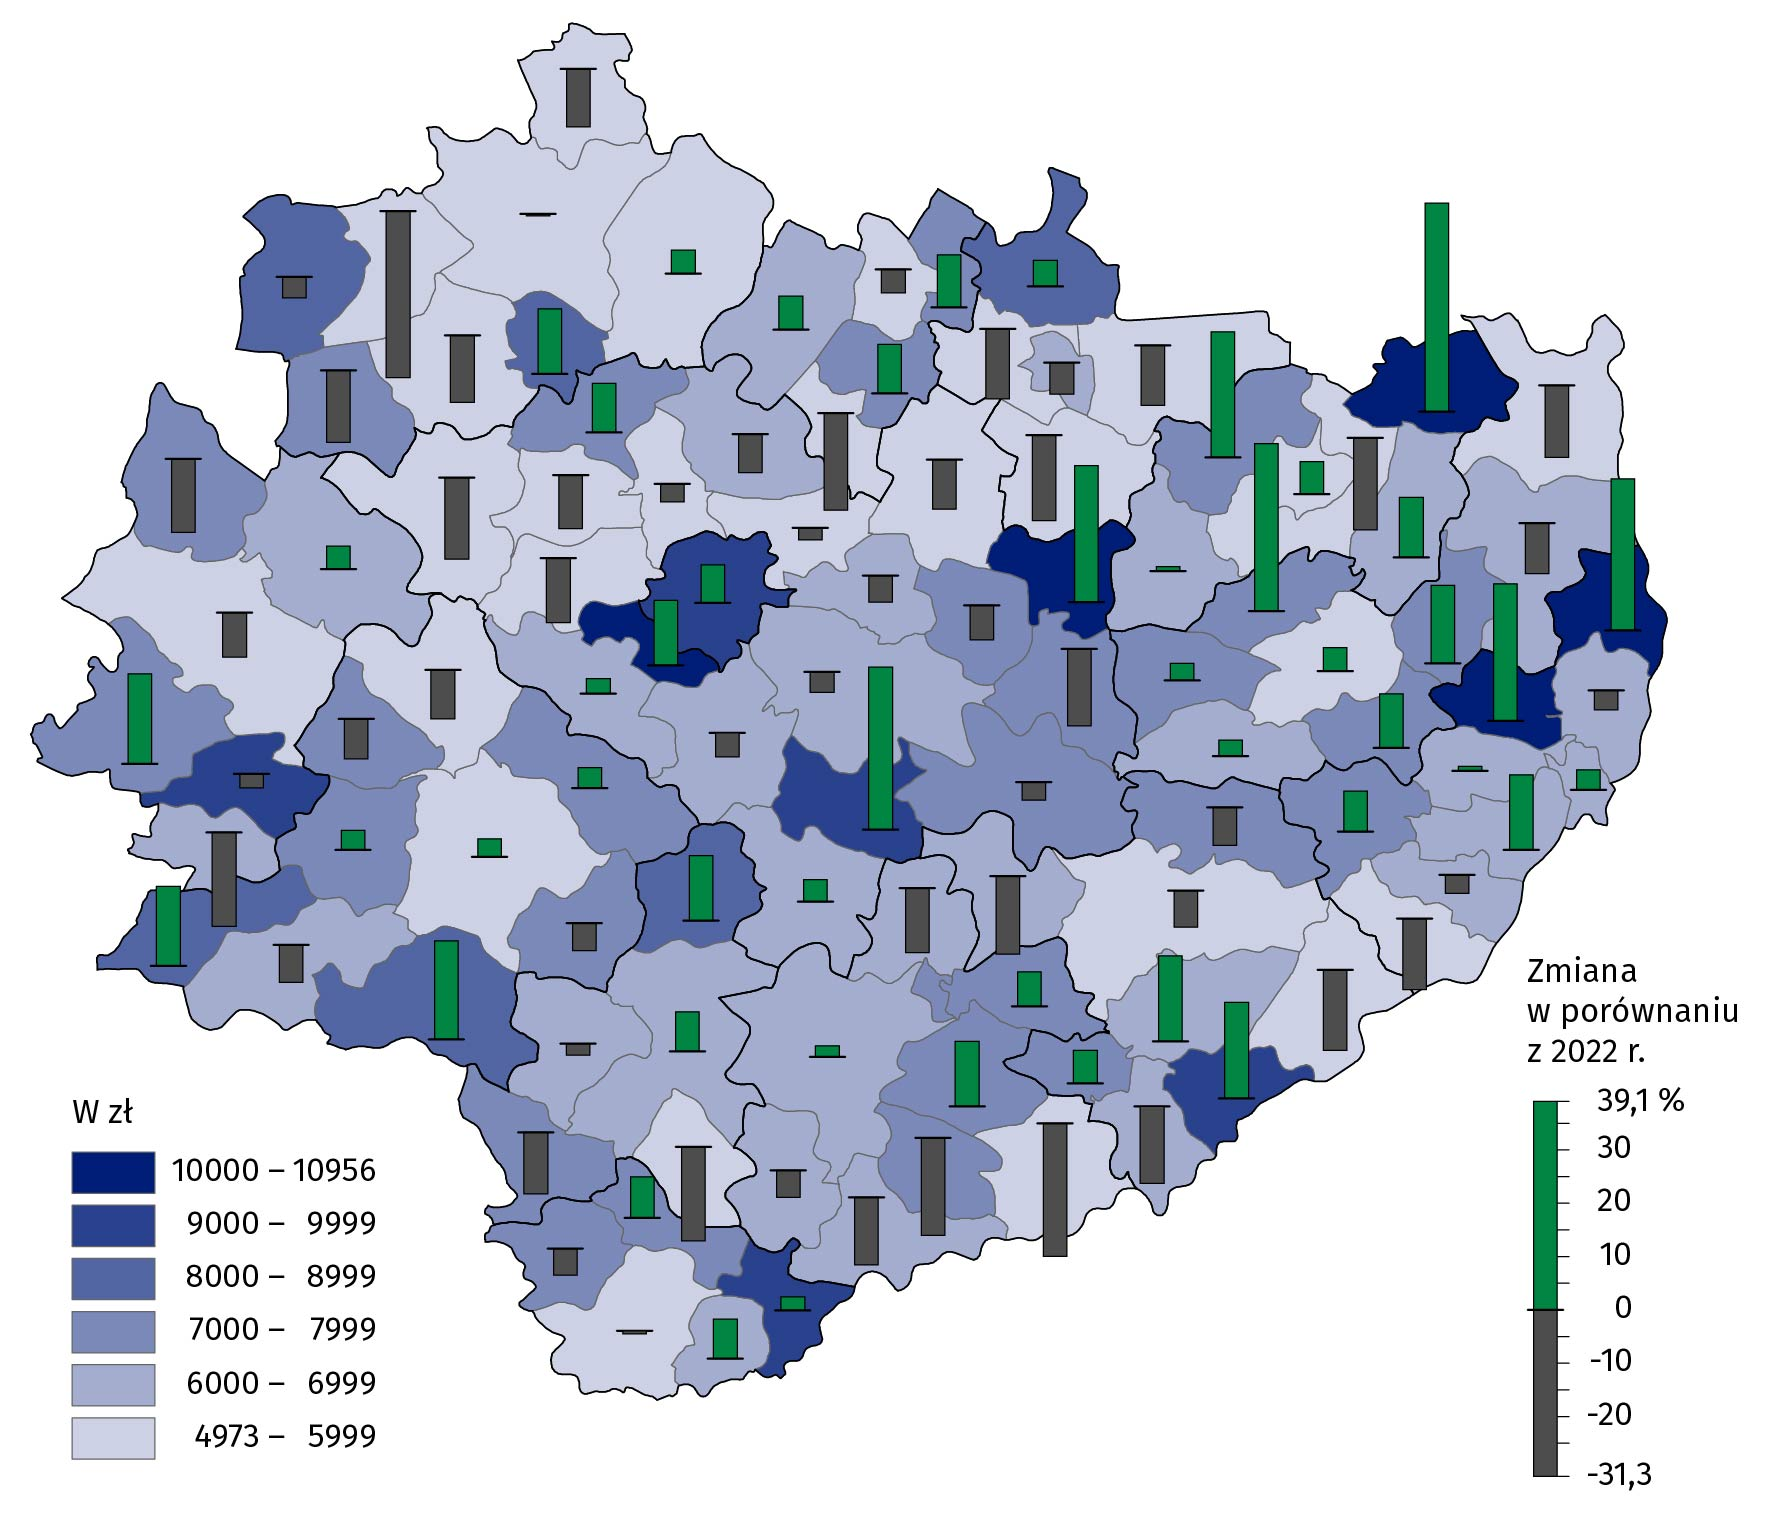 Zmiana
w porównaniu
z 2022 r.
39,1 %
30
20
10
0
-10
-20
-31,3
W zł
10000 – 10956
9000 – 9999
8000 – 8999
7000 – 7999
6000 – 6999
4973 – 5999